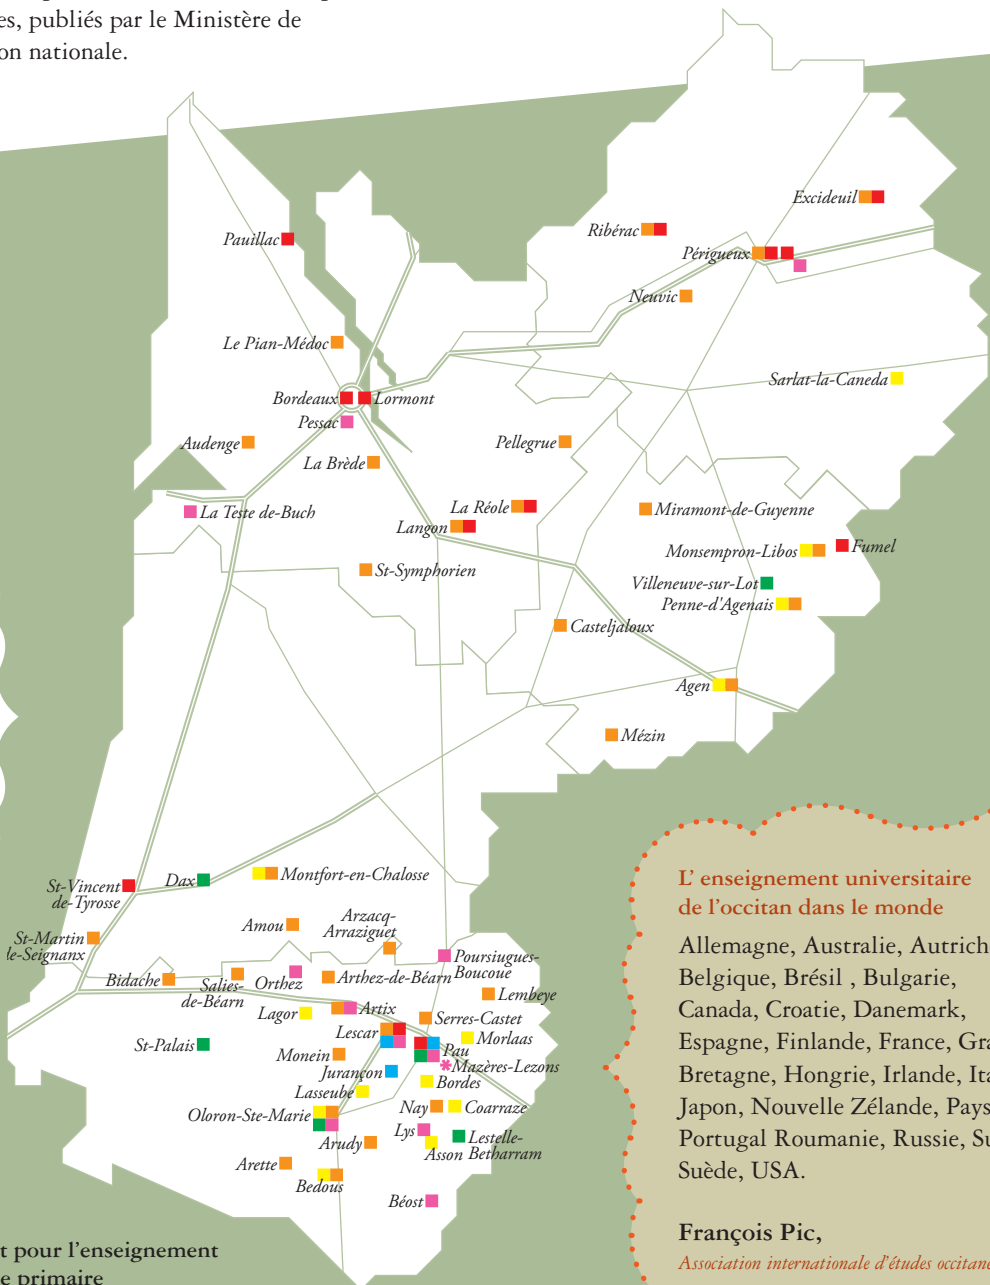 es, publiés par le Ministère de
on nationale.
Excideuil
Ribérac
Pauillac
Périgueux
Neuvic
Le Pian-Médoc
Sarlat-la-Caneda
Bordeaux
Lormont
Pessac
Audenge
Pellegrue
La Brède
La Réole
La Teste de-Buch
Miramont-de-Guyenne
Langon
Monsempron-Libos
Fumel
St-Symphorien
Villeneuve-sur-Lot
Penne-d'Agenais
Casteljaloux
Agen
Mézin
St-Vincent
de-Tyrosse
Dax
Montfort-en-Chalosse
Amou
Arzacq-
Arraziguet
St-Martin
le-Seignanx
Poursiugues-
Boucoue
Bidache
Salies-
de-Béarn
Orthez
Arthez-de-Béarn
Lembeye
Lagor
Artix
Serres-Castet
Lescar
Morlaas
St-Palais
Monein
Pau
Mazères-Lezons
Jurançon
Bordes
Lasseube
Oloron-Ste-Marie
Nay
Coarraze
Lys
Arudy
Asson
Lestelle-
Betharram
Arette
Bedous
Béost
L' enseignement universitaire
de l'occitan dans le monde
Allemagne, Australie, Autriche
Belgique, Brésil , Bulgarie,
Canada, Croatie, Danemark,
Espagne, Finlande, France, Gra
Bretagne, Hongrie, Irlande, Ita
Japon, Nouvelle Zélande, Pays
Portugal Roumanie, Russie, Su
Suède, USA.
François Pic,
Association internationale d'études occitane
t pour l'enseignement
e primaire